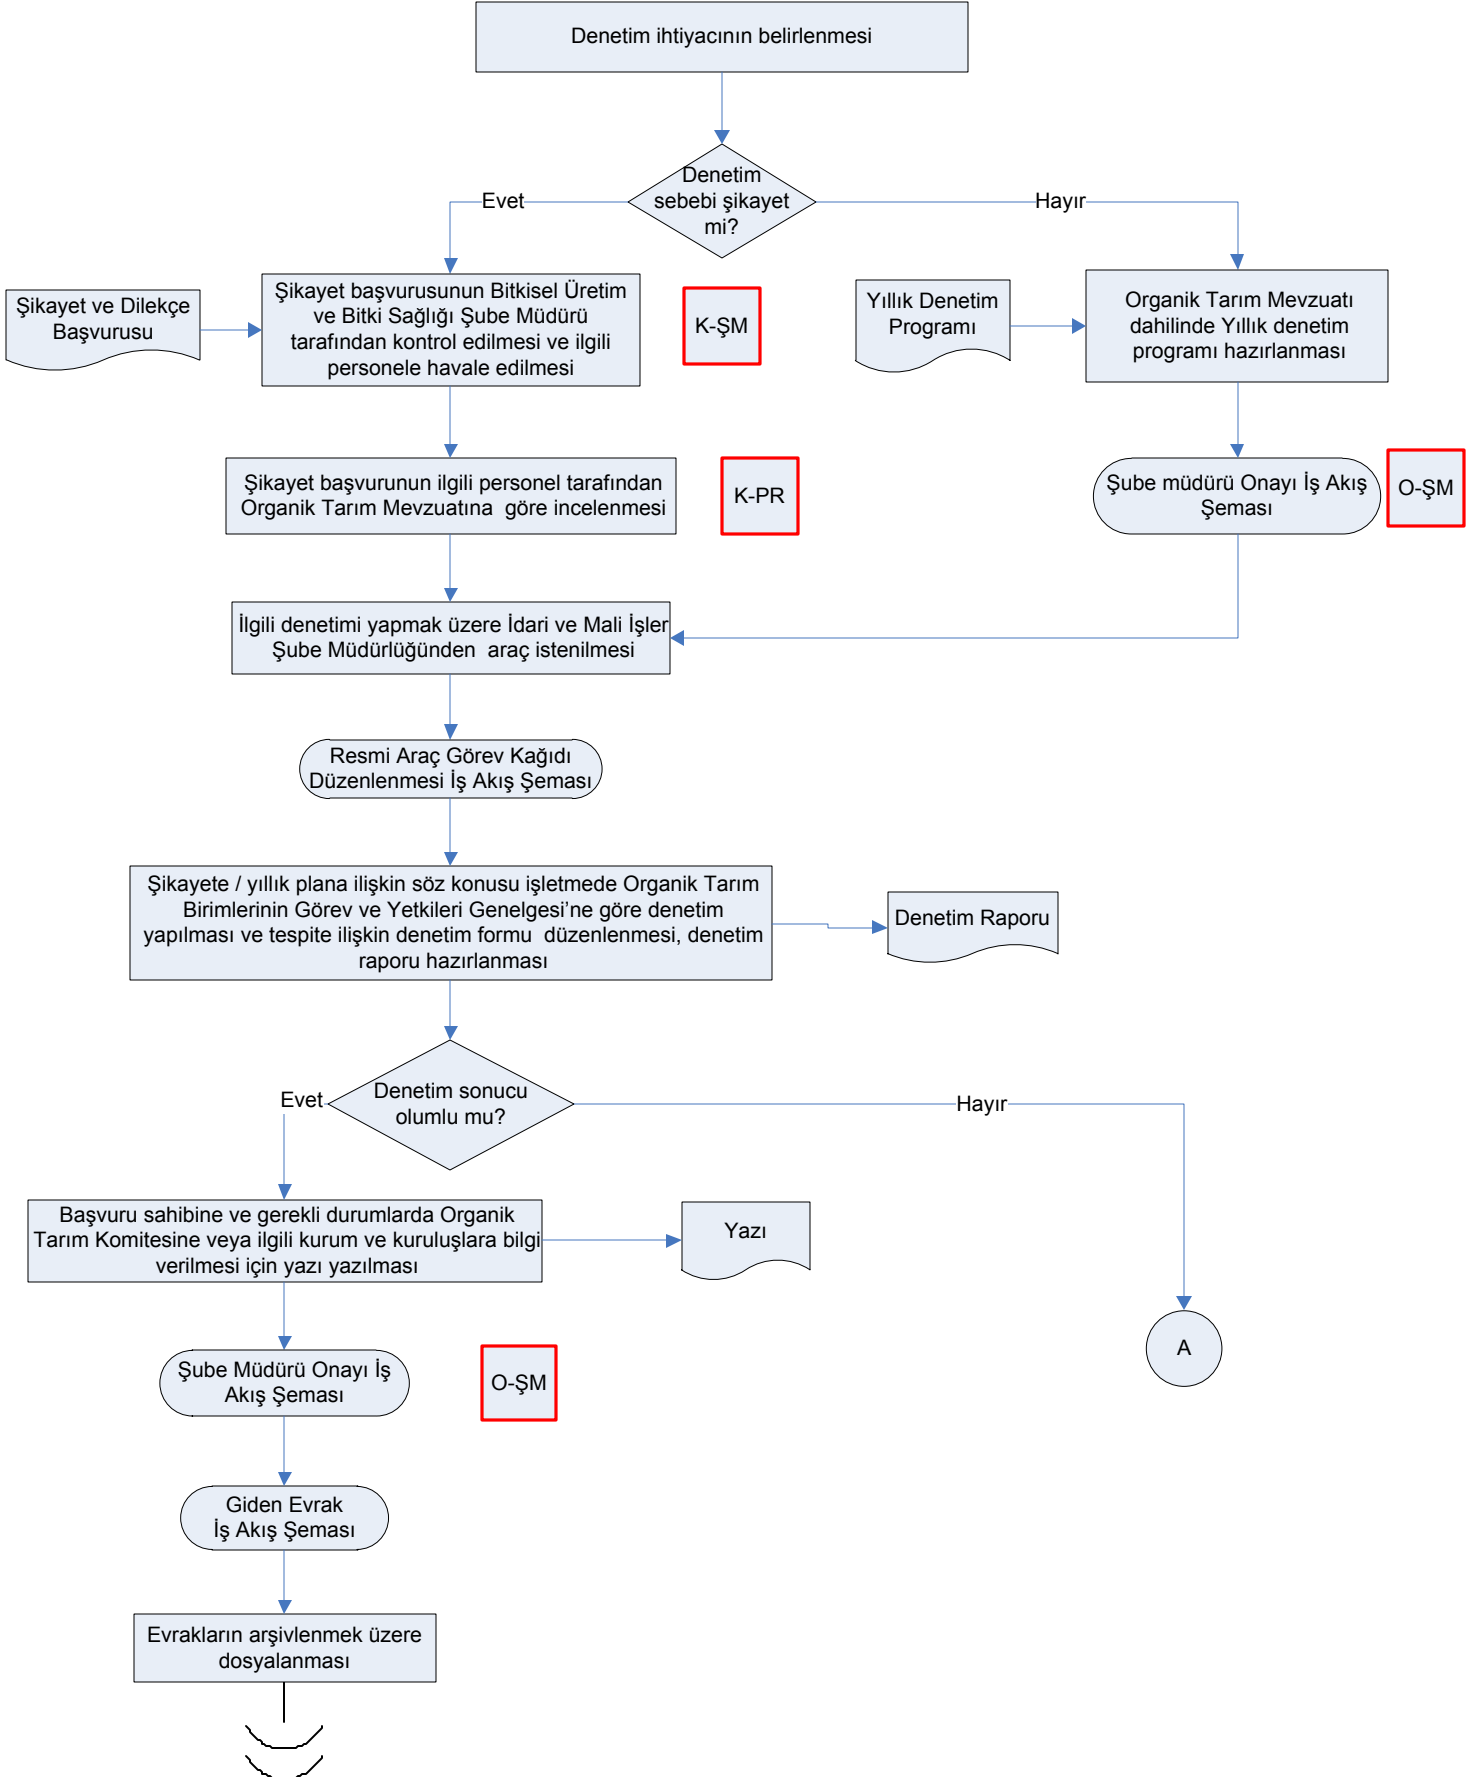 Denetim ihtiyacının belirlenmesi
Denetim
sebebi şikayet
mi?
Evet
Hayır
Şikayet ve Dilekçe
Başvurusu
Şikayet başvurusunun Bitkisel Üretim
ve Bitki Sağlığı Şube Müdürü
tarafından kontrol edilmesi ve ilgili
personele havale edilmesi
K-ŞM
Yıllık Denetim
Programı
Organik Tarım Mevzuatı
dahilinde Yıllık denetim
programı hazırlanması
Şikayet başvurunun ilgili personel tarafından
Organik Tarım Mevzuatına  göre incelenmesi
K-PR
Şube müdürü Onayı İş Akış
Şeması
O-ŞM
İlgili denetimi yapmak üzere İdari ve Mali İşler
Şube Müdürlüğünden  araç istenilmesi
Resmi Araç Görev Kağıdı
Düzenlenmesi İş Akış Şeması
Şikayete / yıllık plana ilişkin söz konusu işletmede Organik Tarım
Birimlerinin Görev ve Yetkileri Genelgesi’ne göre denetim
yapılması ve tespite ilişkin denetim formu  düzenlenmesi, denetim
raporu hazırlanması
Denetim Raporu
Denetim sonucu
olumlu mu?
Evet
Hayır
Başvuru sahibine ve gerekli durumlarda Organik
Tarım Komitesine veya ilgili kurum ve kuruluşlara bilgi
verilmesi için yazı yazılması
Yazı
A
Şube Müdürü Onayı İş
Akış Şeması
O-ŞM
Giden Evrak
İş Akış Şeması
Evrakların arşivlenmek üzere
dosyalanması